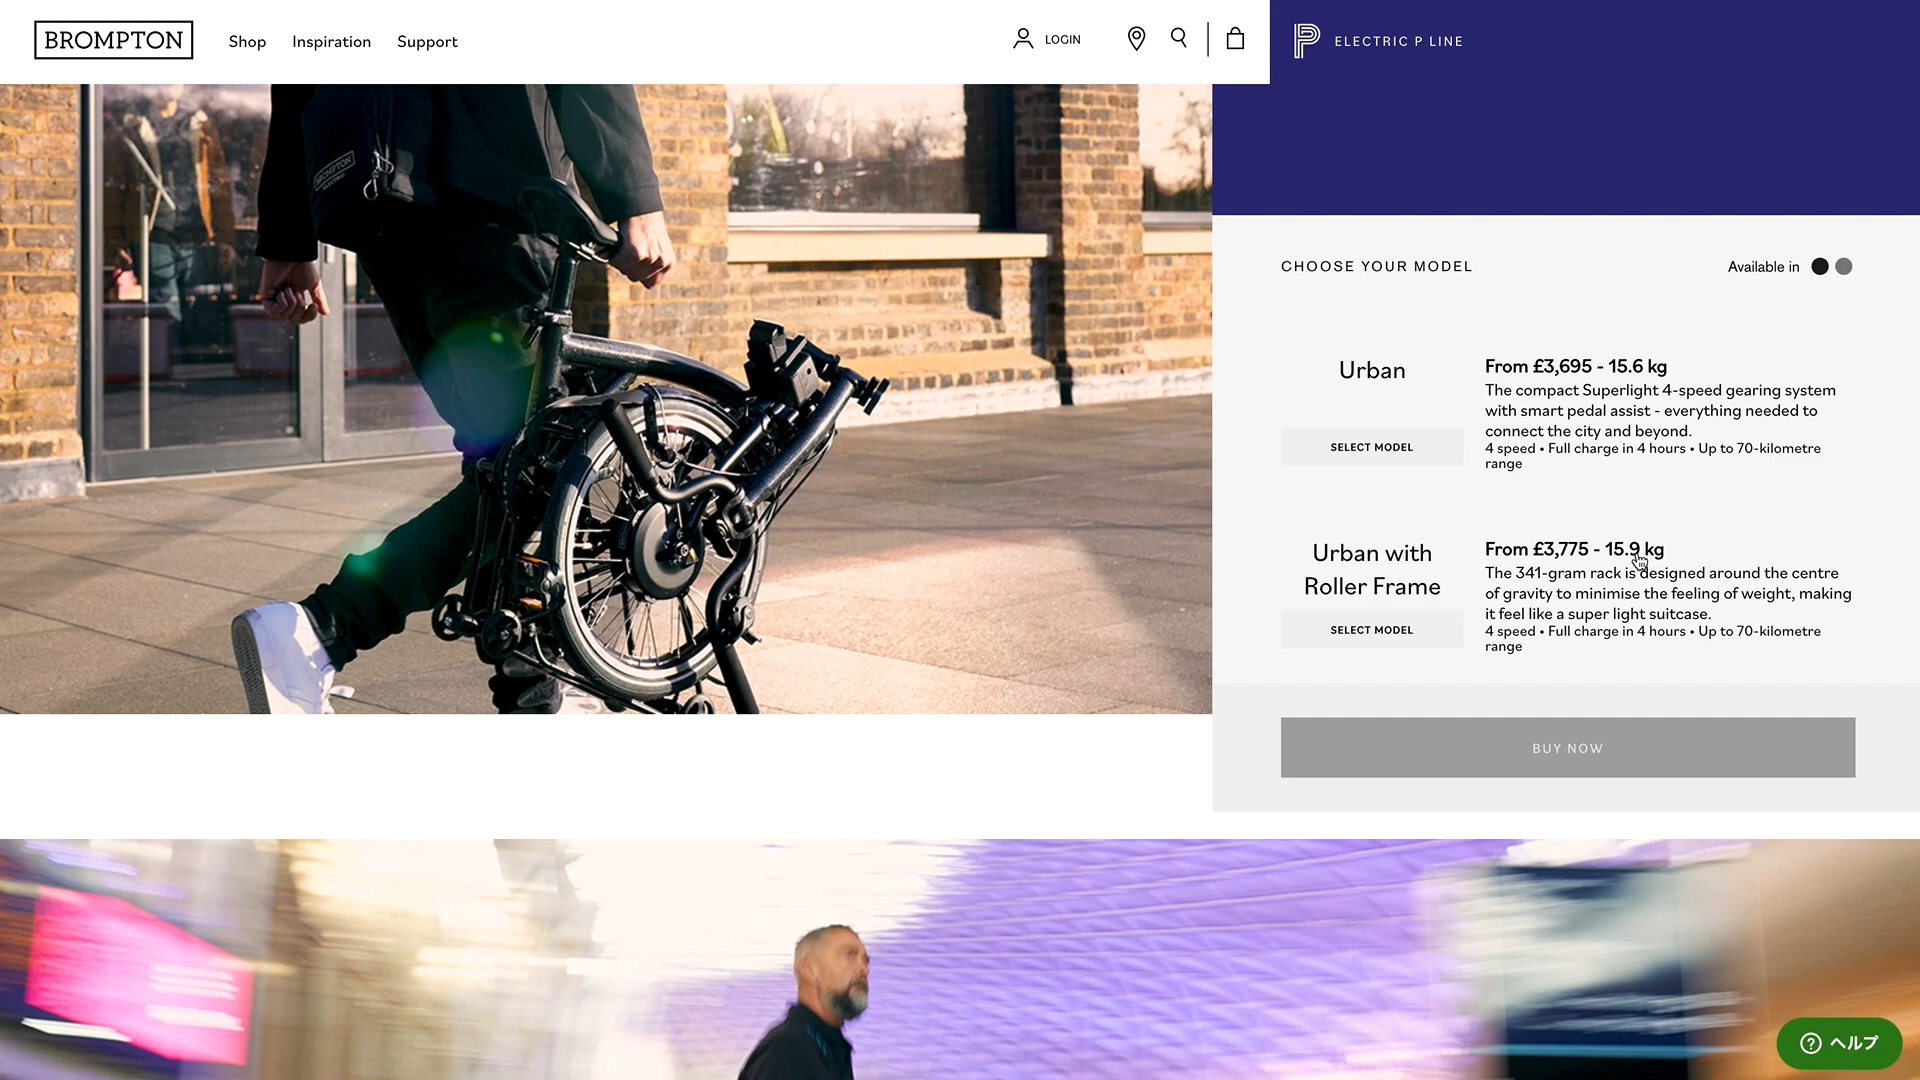 BROMPTON
Shop
Inspiration
Support
LOGIN
ELECTRIC P LINE
BROMPTON
ELECTRIC
CHOOSE YOUR MODEL
Available in
Urban
SELECT MODEL
From £3,695 - 15.6 kg
The compact Superlight 4-speed gearing system
with smart pedal assist - everything needed to
connect the city and beyond.
4 speed • Full charge in 4 hours • Up to 70-kilometre
range
Urban with
Roller Frame
SELECT MODEL
From £3,775 - 15.9 kg
The 341-gram rack is designed around the centre
of gravity to minimise the feeling of weight, making
it feel like a super light suitcase.
4 speed • Full charge in 4 hours • Up to 70-kilometre
range
BUY NOW
ヘルプ